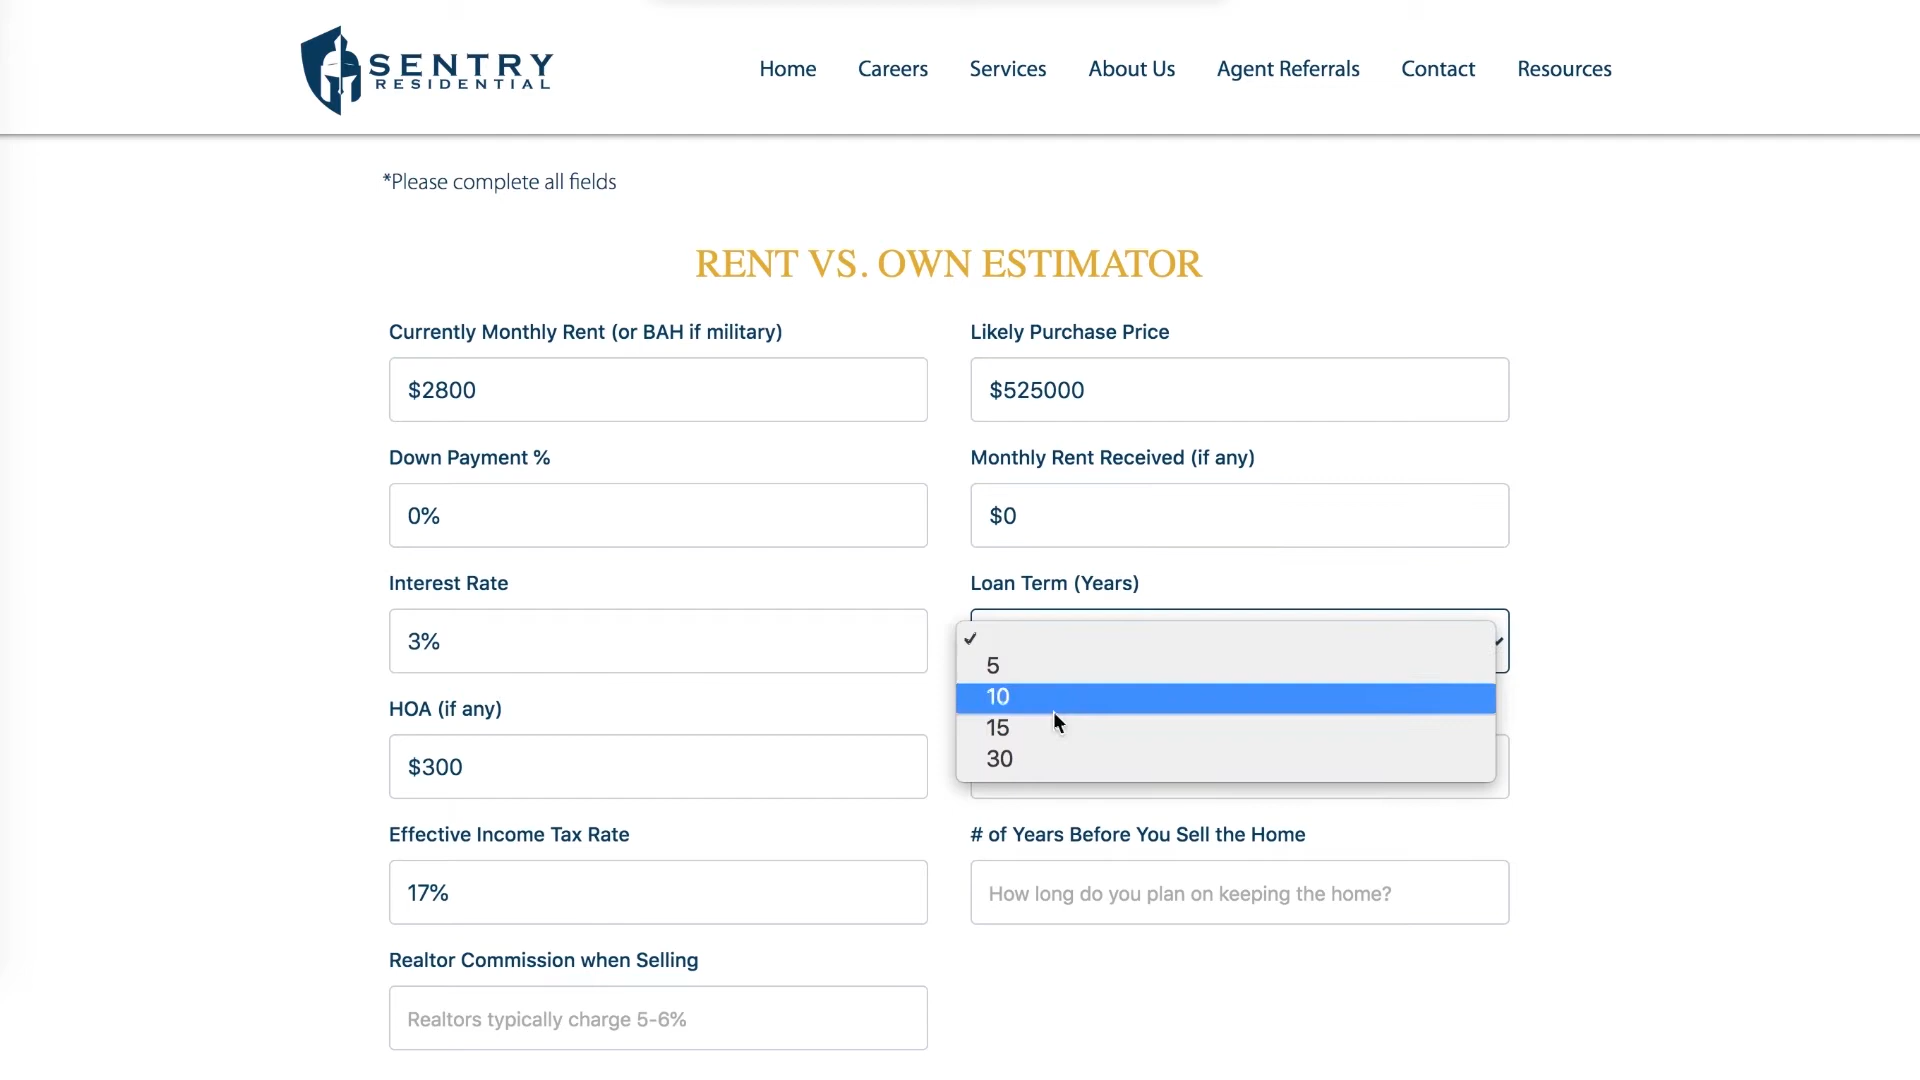 SENTRY
RESIDENTIAL
Home Careers Services About Us Agent Referrals Contact Resources
*Please complete all fields
RENT VS. OWN ESTIMATOR
Currently Monthly Rent (or BAH if military)
$2800
Likely Purchase Price
$525000
Down Payment %
0%
Monthly Rent Received (if any)
$0
Interest Rate
3%
Loan Term (Years)
5
10
15
30
HOA (if any)
$300
Effective Income Tax Rate
17%
# of Years Before You Sell the Home
How long do you plan on keeping the home?
Realtor Commission when Selling
Realtors typically charge 5-6%